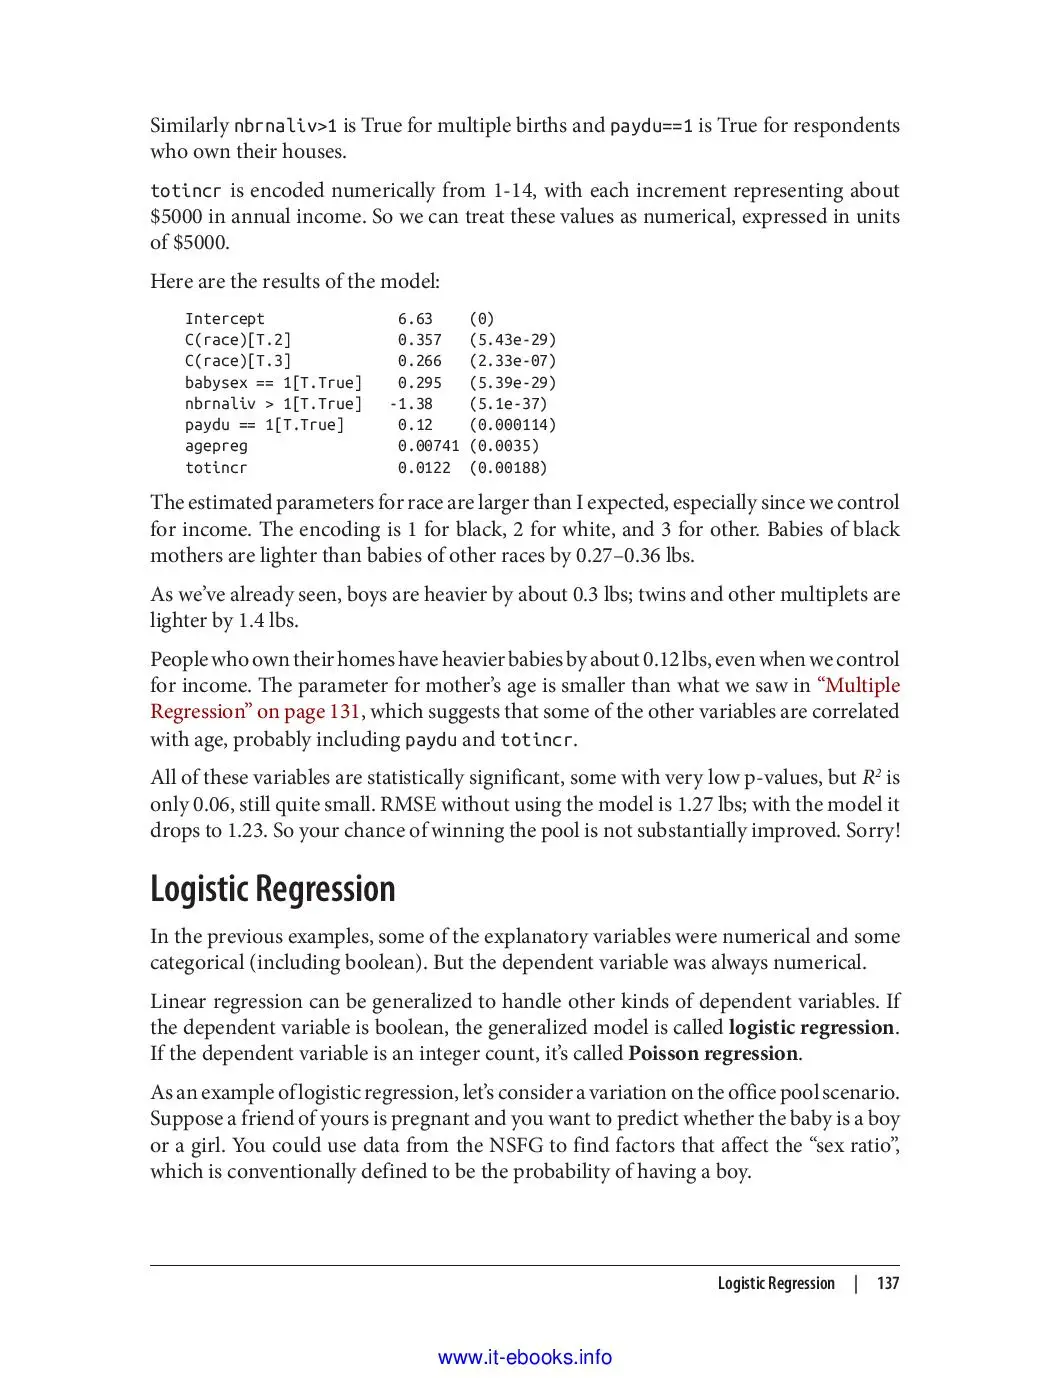 Similarly nbrnaliv>1 is True for multiple births and paydu==1 is True for respondents
who own their houses.
totincr is encoded numerically from 1-14, with each increment representing about
$5000 in annual income. So we can treat these values as numerical, expressed in units
of $5000.
Here are the results of the model:
Intercept 6.63 (0)
C(race)[T.2] 0.357 (5.43e-29)
C(race)[T.3] 0.266 (2.33e-07)
babysex == 1[T.True] 0.295 (5.39e-29)
nbrnaliv > 1[T.True] -1.38 (5.1e-37)
paydu == 1[T.True] 0.12 (0.000114)
agepreg 0.00741 (0.0035)
totincr 0.0122 (0.00188)
The estimated parameters for race are larger than I expected, especially since we control
for income. The encoding is 1 for black, 2 for white, and 3 for other. Babies of black
mothers are lighter than babies of other races by 0.27–0.36 lbs.
As we’ve already seen, boys are heavier by about 0.3 lbs; twins and other multiplets are
lighter by 1.4 lbs.
People who own their homes have heavier babies by about 0.12 lbs, even when we control
for income. The parameter for mother’s age is smaller than what we saw in “Multiple
Regression” on page 131, which suggests that some of the other variables are correlated
with age, probably including paydu and totincr.
All of these variables are statistically significant, some with very low p-values, but R² is
only 0.06, still quite small. RMSE without using the model is 1.27 lbs; with the model it
drops to 1.23. So your chance of winning the pool is not substantially improved. Sorry!
Logistic Regression
In the previous examples, some of the explanatory variables were numerical and some
categorical (including boolean). But the dependent variable was always numerical.
Linear regression can be generalized to handle other kinds of dependent variables. If
the dependent variable is boolean, the generalized model is called logistic regression.
If the dependent variable is an integer count, it’s called Poisson regression.
As an example of logistic regression, let’s consider a variation on the office pool scenario.
Suppose a friend of yours is pregnant and you want to predict whether the baby is a boy
or a girl. You could use data from the NSFG to find factors that affect the “sex ratio”,
which is conventionally defined to be the probability of having a boy.
Logistic Regression | 137
www.it-ebooks.info